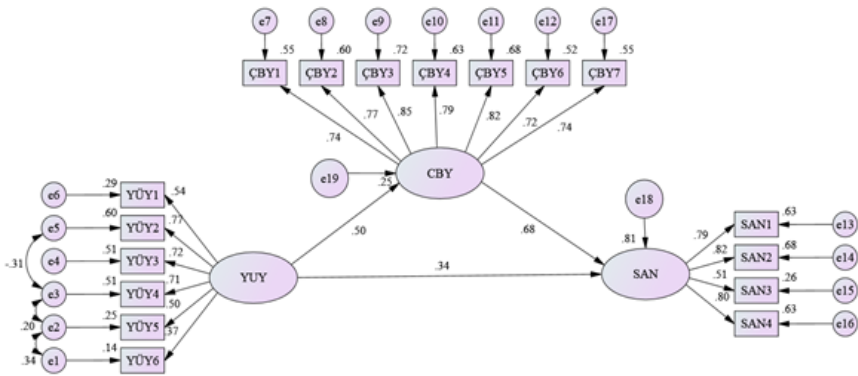 e7 e8 e9 e10 e11 e12 e17
.55 .60 .72 .63 .68 .52 .55
ÇBY1 ÇBY2 ÇBY3 ÇBY4 ÇBY5 ÇBY6 ÇBY7
.74 .77 .85 .79 .82 .72 .74
e19 .25 CBY
e6 .29 YÜY1 .54
e5 .60 YÜY2 .77
e4 .51 YÜY3 .72
e3 .51 YÜY4 .71
e2 .25 YÜY5 .50
e1 .14 YÜY6 .37
-.31
.20
.34
YUY
.50
.68
.34
e18
.81
SAN
.79 SAN1 .63 e13
.82 SAN2 .68 e14
.51 SAN3 .26 e15
.80 SAN4 .63 e16